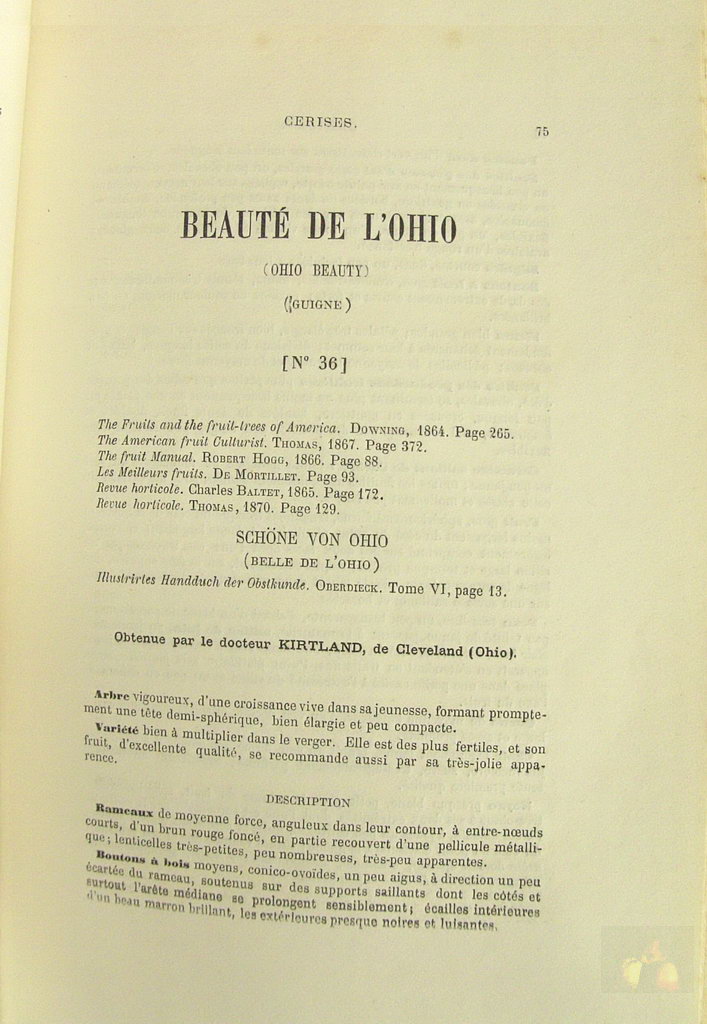 CERISES.
75
BEAUTÉ DE L'OHIO
(OHIO BEAUTY)
(GUIGNE)
[N° 36]
The Fruits and the fruit-trees of America. DOWNING, 1864. Page 265.
The American fruit Culturist. THOMAS, 1867. Page 372.
The fruit Manual. ROBERT HOGG, 1866. Page 88.
Les Meilleurs fruits. DE MORTILLET. Page 93.
Revue horticole. Charles BALTET, 1865. Page 172.
Revue horticole. THOMAS, 1870. Page 129.
SCHÖNE VON OHIO
(BELLE DE L'OHIO)
Illustrirtes Handduch der Obstkunde. OBERDIECK. Tome VI, page 13.
Obtenue par le docteur KIRTLAND, de Cleveland (Ohio).
Arbre vigoureux, d'une croissance vive dans sa jeunesse, formant prompte-
ment une tête demi-sphérique, bien élargie et peu compacte.
Variété bien à multiplier dans le verger. Elle est des plus fertiles, et son
fruit, d'excellente qualité, se recommande aussi par sa très-jolie appa-
rence.
DESCRIPTION
Rameaux de moyenne force, anguleux dans leur contour, à entre-nœuds
courts, d'un brun rouge foncé, en partie recouvert d'une pellicule métalli-
que; lenticelles très-petites, peu nombreuses, très-peu apparentes.
Boutons à bois moyens, conico-ovoïdes, un peu aigus, à direction un peu
écartée du rameau, soutenus sur des supports saillants dont les côtés et
surtout l'arête médiane se prolongent sensiblement; écailles intérieures
d'un beau marron brillant, les extérieures presque noires et luisantes.